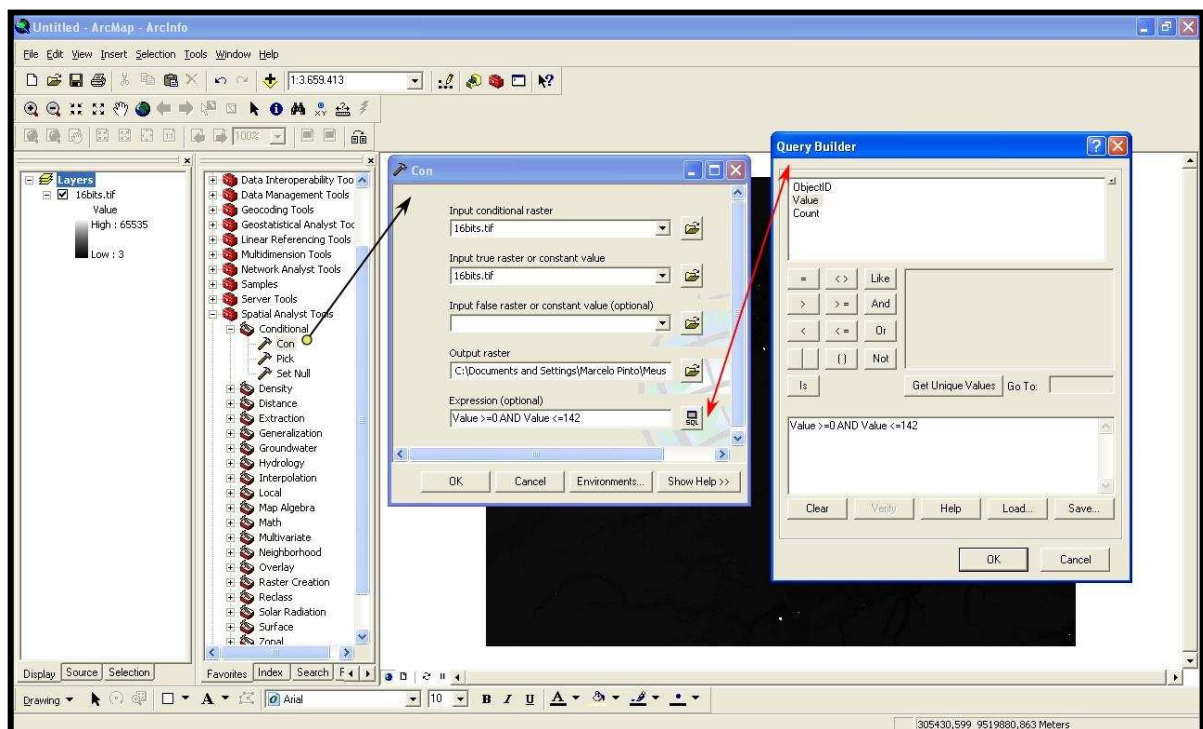 Untitled - ArcMap - ArcInfo
File Edit View Insert Selection Tools Window Help
1:3.659.413
100%
Layers
16bits.tif
Value
High : 65535
Low : 3
Data Interoperability Too
Data Management Tools
Geocoding Tools
Geostatistical Analyst Toc
Linear Referencing Tools
Multidimension Tools
Network Analyst Tools
Samples
Server Tools
Spatial Analyst Tools
Conditional
Con
Pick
Set Null
Density
Distance
Extraction
Generalization
Groundwater
Hydrology
Interpolation
Local
Map Algebra
Math
Multivariate
Neighborhood
Overlay
Raster Creation
Reclass
Solar Radiation
Surface
Zonal
Con
Input conditional raster
16bits.tif
Input true raster or constant value
16bits.tif
Input false raster or constant value (optional)
Output raster
C:\Documents and Settings\Marcelo Pinto\Meus
Expression (optional)
Value >=0 AND Value <=142
SQL
OK Cancel Environments... Show Help >>
Query Builder
ObjectID
Value
Count
= <> Like
> >= And
< <= Or
| () Not
Is Get Unique Values Go To:
Value >=0 AND Value <=142
Clear Verify Help Load... Save...
OK Cancel
Display Source Selection
Favorites Index Search F
Drawing A Arial 10 B I U A
305430,599 9519880,863 Meters